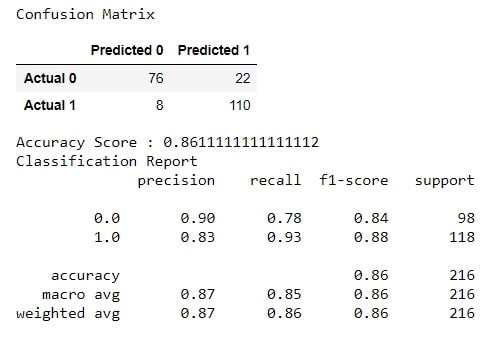 Confusion Matrix
Predicted 0 Predicted 1
Actual 0 76 22
Actual 1 8 110
Accuracy Score : 0.8611111111111112
Classification Report
precision recall f1-score support
0.0 0.90 0.78 0.84 98
1.0 0.83 0.93 0.88 118
accuracy 0.86 216
macro avg 0.87 0.85 0.86 216
weighted avg 0.87 0.86 0.86 216